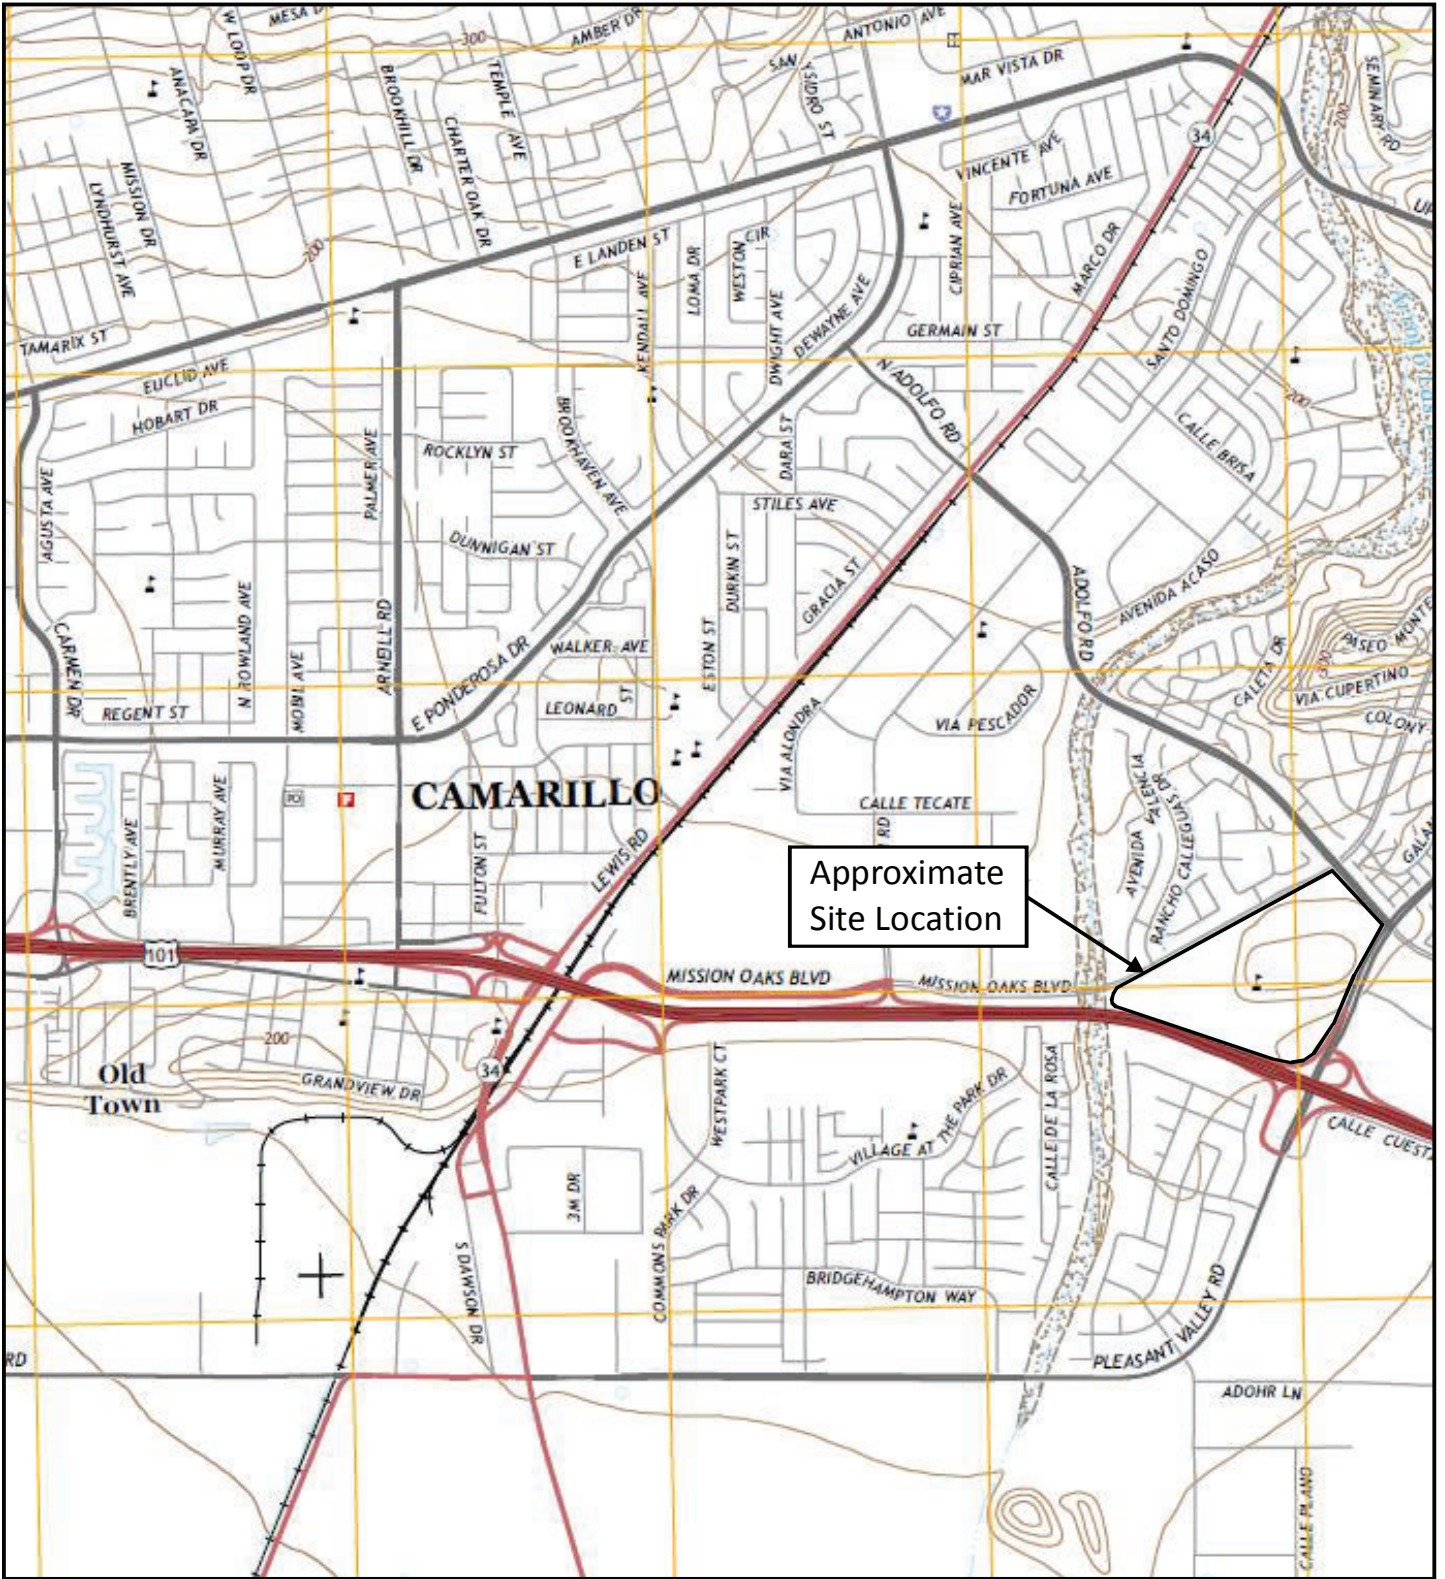 MESA D
W LOOP DR
ANACAPA DR
300
AMBER DR
BROOKHILL DR
TEMPLE AVE
CHARTER OAK DR
SAN YSIDRO ST
ANTONIO AVE
MAR VISTA DR
34
SEMINARY RD
200
MISSION DR
LYNDHURST AVE
200
VINCENTE AVE
FORTUNA AVE
UP
E LANDEN ST
KENDALL AVE
LOMA DR
WESTON CIR
DWIGHT AVE
DEWAYNE AVE
CIPRIAN AVE
MARCO DR
SANTO DOMINGO
GERMAIN ST
TAMARIX ST
EUCLID AVE
HOBART DR
N ADOLFO RD
200
CALLE BRISA
AGUSTA AVE
PALMER AVE
ROCKLYN ST
BROOKHAVEN AVE
DARA ST
STILES AVE
DUNNIGAN ST
DURKIN ST
GRACIA ST
ADOLFO RD
AVENIDA ACASO
CARMEN DR
N ROWLAND AVE
MOBIL AVE
ARNEILL RD
E PONDEROSA DR
WALKER AVE
LEONARD ST
ESTON ST
VIA ALONDRA
VIA PESCADOR
CALETA DR
PASEO MONTE
300
VIA CUPERTINO
COLONY
REGENT ST
BRENTLY AVE
MURRAY AVE
PO
F
CAMARILLO
FULTON ST
LEWIS RD
CALLE TECATE
RD
AVENIDA VALENCIA
RANCHO CALLEGUAS DR
GALAN
Approximate
Site Location
101
MISSION OAKS BLVD
MISSION OAKS BLVD
200
Old
Town
GRANDVIEW DR
34
WESTPARK CT
VILLAGE AT THE PARK DR
CALLE DE LA ROSA
CALLE CUEST
3M DR
COMMONS PARK DR
S DAWSON DR
BRIDGEHAMPTON WAY
PLEASANT VALLEY RD
RD
ADOHR LN
CALLE PLANO